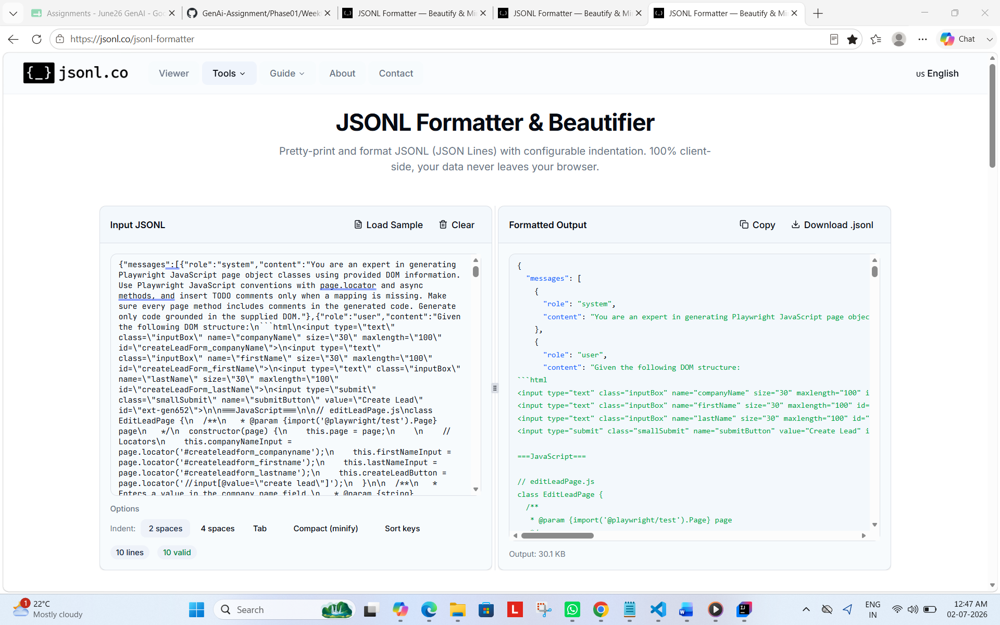 Assignments - June26 GenAI - Goo
GenAi-Assignment/Phase01/Week
JSONL Formatter — Beautify & Mi
JSONL Formatter — Beautify & Mi
JSONL Formatter — Beautify & Mi
https://jsonl.co/jsonl-formatter
Chat
{_} jsonl.co
Viewer
Tools
Guide
About
Contact
US English
JSONL Formatter & Beautifier
Pretty-print and format JSONL (JSON Lines) with configurable indentation. 100% client-
side, your data never leaves your browser.
Input JSONL
Load Sample
Clear
{"messages":[{"role":"system","content":"You are an expert in generating
Playwright JavaScript page object classes using provided DOM information.
Use Playwright JavaScript conventions with page.locator and async
methods, and insert TODO comments only when a mapping is missing. Make
sure every page method includes comments in the generated code. Generate
only code grounded in the supplied DOM."},{"role":"user","content":"Given
the following DOM structure:\n```html\n<input type=\"text\"
class=\"inputBox\" name=\"companyName\" size=\"30\" maxlength=\"100\"
id=\"createLeadForm_companyName\">\n<input type=\"text\"
class=\"inputBox\" name=\"firstName\" size=\"30\" maxlength=\"100\"
id=\"createLeadForm_firstName\">\n<input type=\"text\" class=\"inputBox\"
name=\"lastName\" size=\"30\" maxlength=\"100\"
id=\"createLeadForm_lastName\">\n<input type=\"submit\"
class=\"smallSubmit\" name=\"submitButton\" value=\"Create Lead\"
id=\"ext-gen652\">\n\n===JavaScript===\n\n// editLeadPage.js\nclass
EditLeadPage {\n  /**\n   * @param {import('@playwright/test').Page}
page\n   */\n  constructor(page) {\n    this.page = page;\n    \n    //
Locators\n    this.companyNameInput =
page.locator('#createleadform_companyname');\n    this.firstNameInput =
page.locator('#createleadform_firstname');\n    this.lastNameInput =
page.locator('#createleadform_lastname');\n    this.createLeadButton =
page.locator('//input[@value=\"create lead\"]');\n  }\n\n  /**\n   *
Enters a value in the company name field.\n   * @param {string}
Options
Indent:
2 spaces
4 spaces
Tab
Compact (minify)
Sort keys
10 lines
10 valid
Formatted Output
Copy
Download .jsonl
{
"messages": [
{
"role": "system",
"content": "You are an expert in generating Playwright JavaScript page objec
},
{
"role": "user",
"content": "Given the following DOM structure:
```html
<input type="text" class="inputBox" name="companyName" size="30" maxlength="100" i
<input type="text" class="inputBox" name="firstName" size="30" maxlength="100" id=
<input type="text" class="inputBox" name="lastName" size="30" maxlength="100" id="
<input type="submit" class="smallSubmit" name="submitButton" value="Create Lead" i
===JavaScript===
// editLeadPage.js
class EditLeadPage {
/**
* @param {import('@playwright/test').Page} page
*/
Output: 30.1 KB
1
22°C
Mostly cloudy
Search
ENG
IN
12:47 AM
02-07-2026